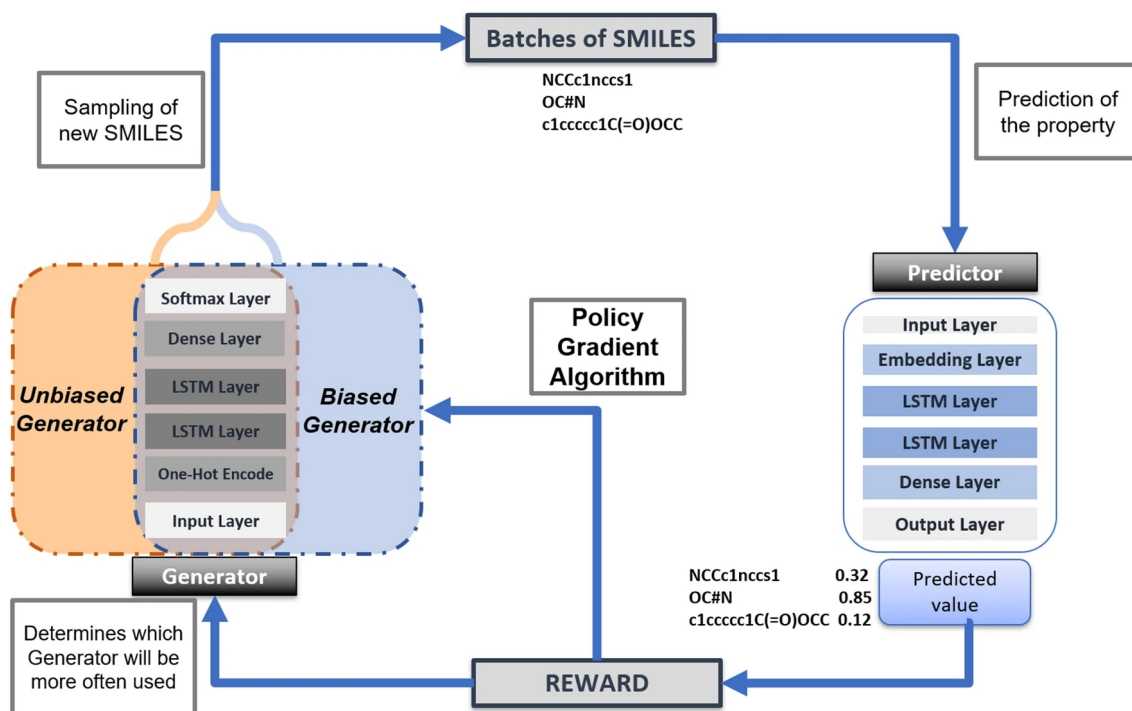 Batches of SMILES
NCCc1nccs1
OC#N
c1ccccc1C(=O)OCC
Sampling of
new SMILES
Prediction of
the property
Softmax Layer
Dense Layer
LSTM Layer
LSTM Layer
One-Hot Encode
Input Layer
Unbiased
Generator
Biased
Generator
Generator
Policy
Gradient
Algorithm
Predictor
Input Layer
Embedding Layer
LSTM Layer
LSTM Layer
Dense Layer
Output Layer
NCCc1nccs1 0.32
OC#N 0.85
c1ccccc1C(=O)OCC 0.12
Predicted
value
Determines which
Generator will be
more often used
REWARD